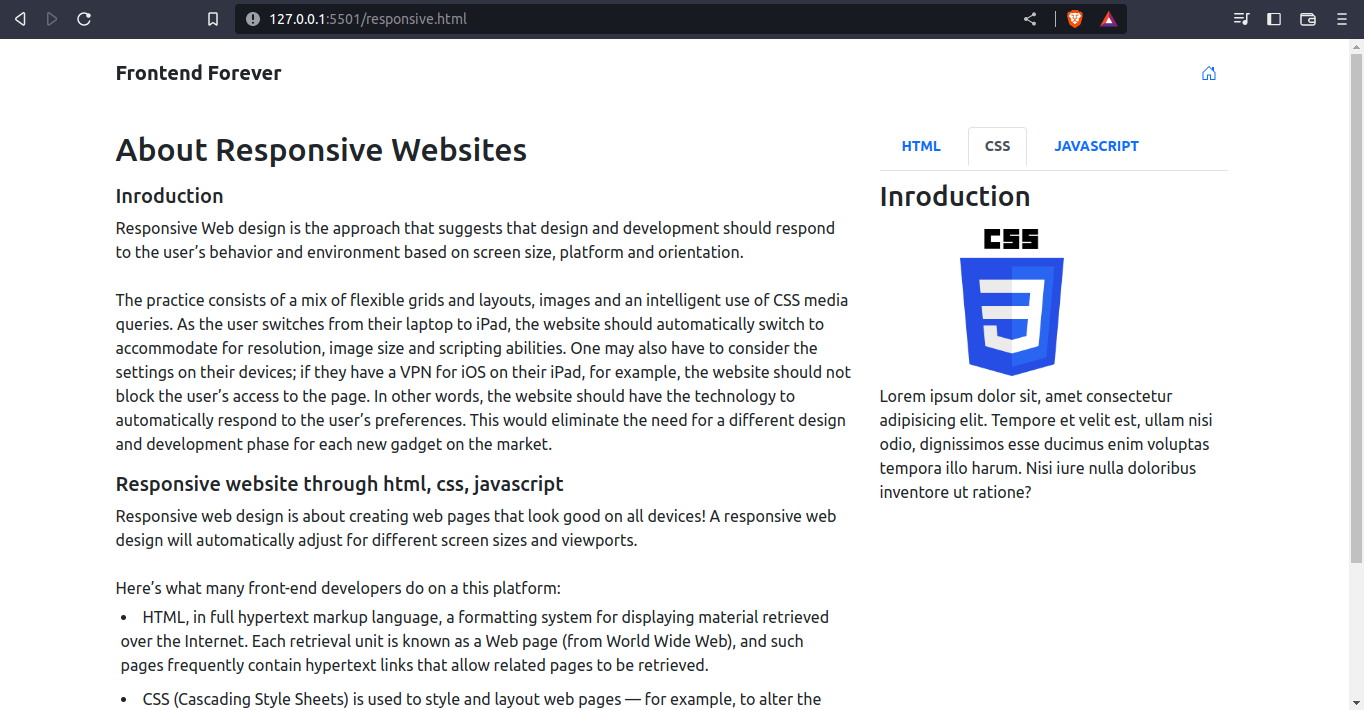 127.0.0.1:5501/responsive.html
Frontend Forever
About Responsive Websites
Inroduction
Responsive Web design is the approach that suggests that design and development should respond
to the user’s behavior and environment based on screen size, platform and orientation.
The practice consists of a mix of flexible grids and layouts, images and an intelligent use of CSS media
queries. As the user switches from their laptop to iPad, the website should automatically switch to
accommodate for resolution, image size and scripting abilities. One may also have to consider the
settings on their devices; if they have a VPN for iOS on their iPad, for example, the website should not
block the user’s access to the page. In other words, the website should have the technology to
automatically respond to the user’s preferences. This would eliminate the need for a different design
and development phase for each new gadget on the market.
Responsive website through html, css, javascript
Responsive web design is about creating web pages that look good on all devices! A responsive web
design will automatically adjust for different screen sizes and viewports.
Here’s what many front-end developers do on a this platform:
• HTML, in full hypertext markup language, a formatting system for displaying material retrieved
over the Internet. Each retrieval unit is known as a Web page (from World Wide Web), and such
pages frequently contain hypertext links that allow related pages to be retrieved.
• CSS (Cascading Style Sheets) is used to style and layout web pages — for example, to alter the
HTML CSS JAVASCRIPT
Inroduction
CSS
3
Lorem ipsum dolor sit, amet consectetur
adipisicing elit. Tempore et velit est, ullam nisi
odio, dignissimos esse ducimus enim voluptas
tempora illo harum. Nisi iure nulla doloribus
inventore ut ratione?